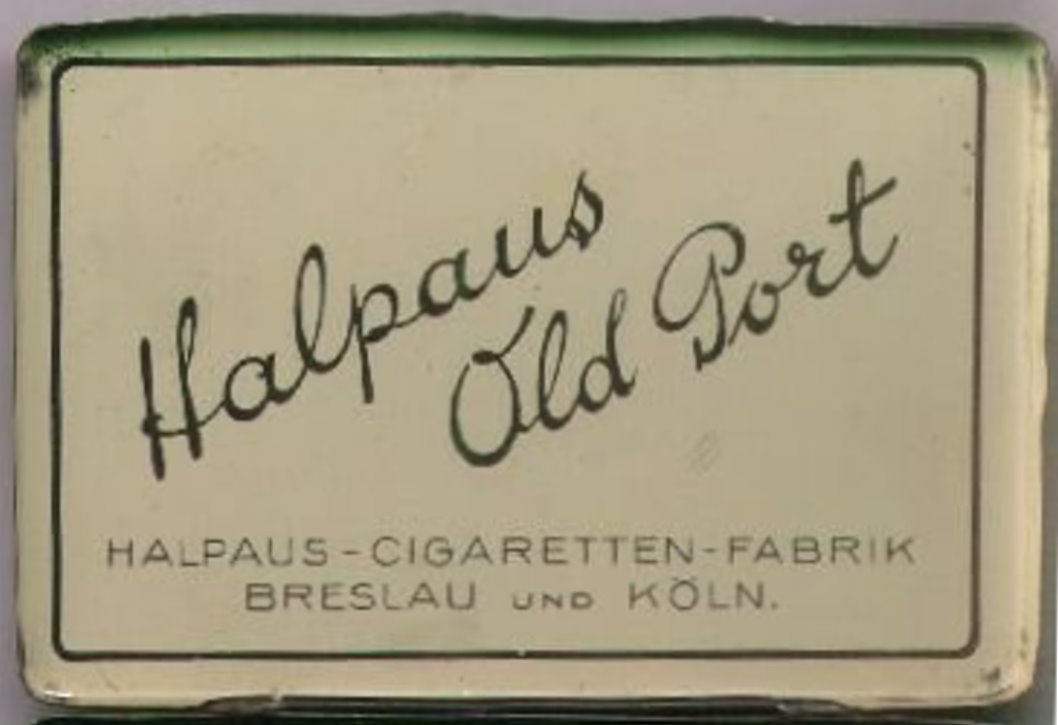 Halpaus
Old Port
HALPAUS-CIGARETTEN-FABRIK
BRESLAU UND KÖLN.